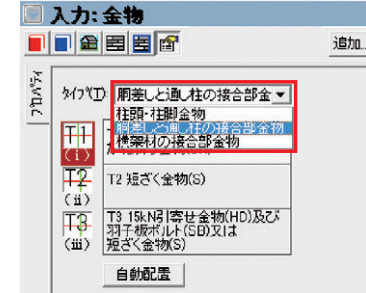 入力: 金物
追加...
プロパティ
タイプ(T): 胴差しと通し柱の接合部金
柱頭・柱脚金物
胴差しと通し柱の接合部金物
横架材の接合部金物
T1
(i)
T2
(ii)
T2 短ざく金物(S)
T3
(iii)
T3 15kN引寄せ金物(HD)及び
羽子板ボルト(SB)又は
短ざく金物(S)
自動配置